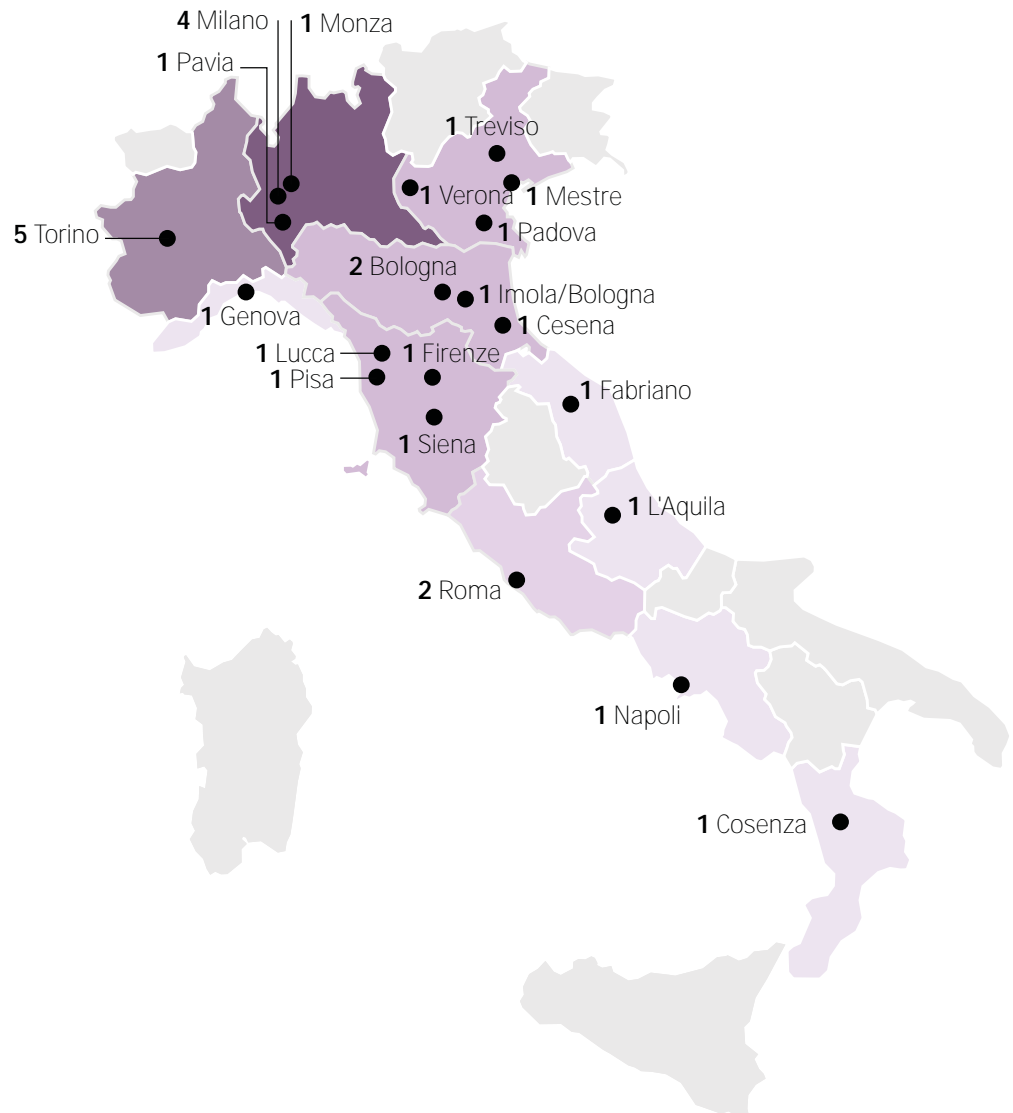 4 Milano
1 Monza
1 Pavia
1 Treviso
1 Verona
1 Mestre
5 Torino
1 Padova
2 Bologna
1 Imola/Bologna
1 Genova
1 Cesena
1 Lucca
1 Firenze
1 Pisa
1 Fabriano
1 Siena
1 L'Aquila
2 Roma
1 Napoli
1 Cosenza